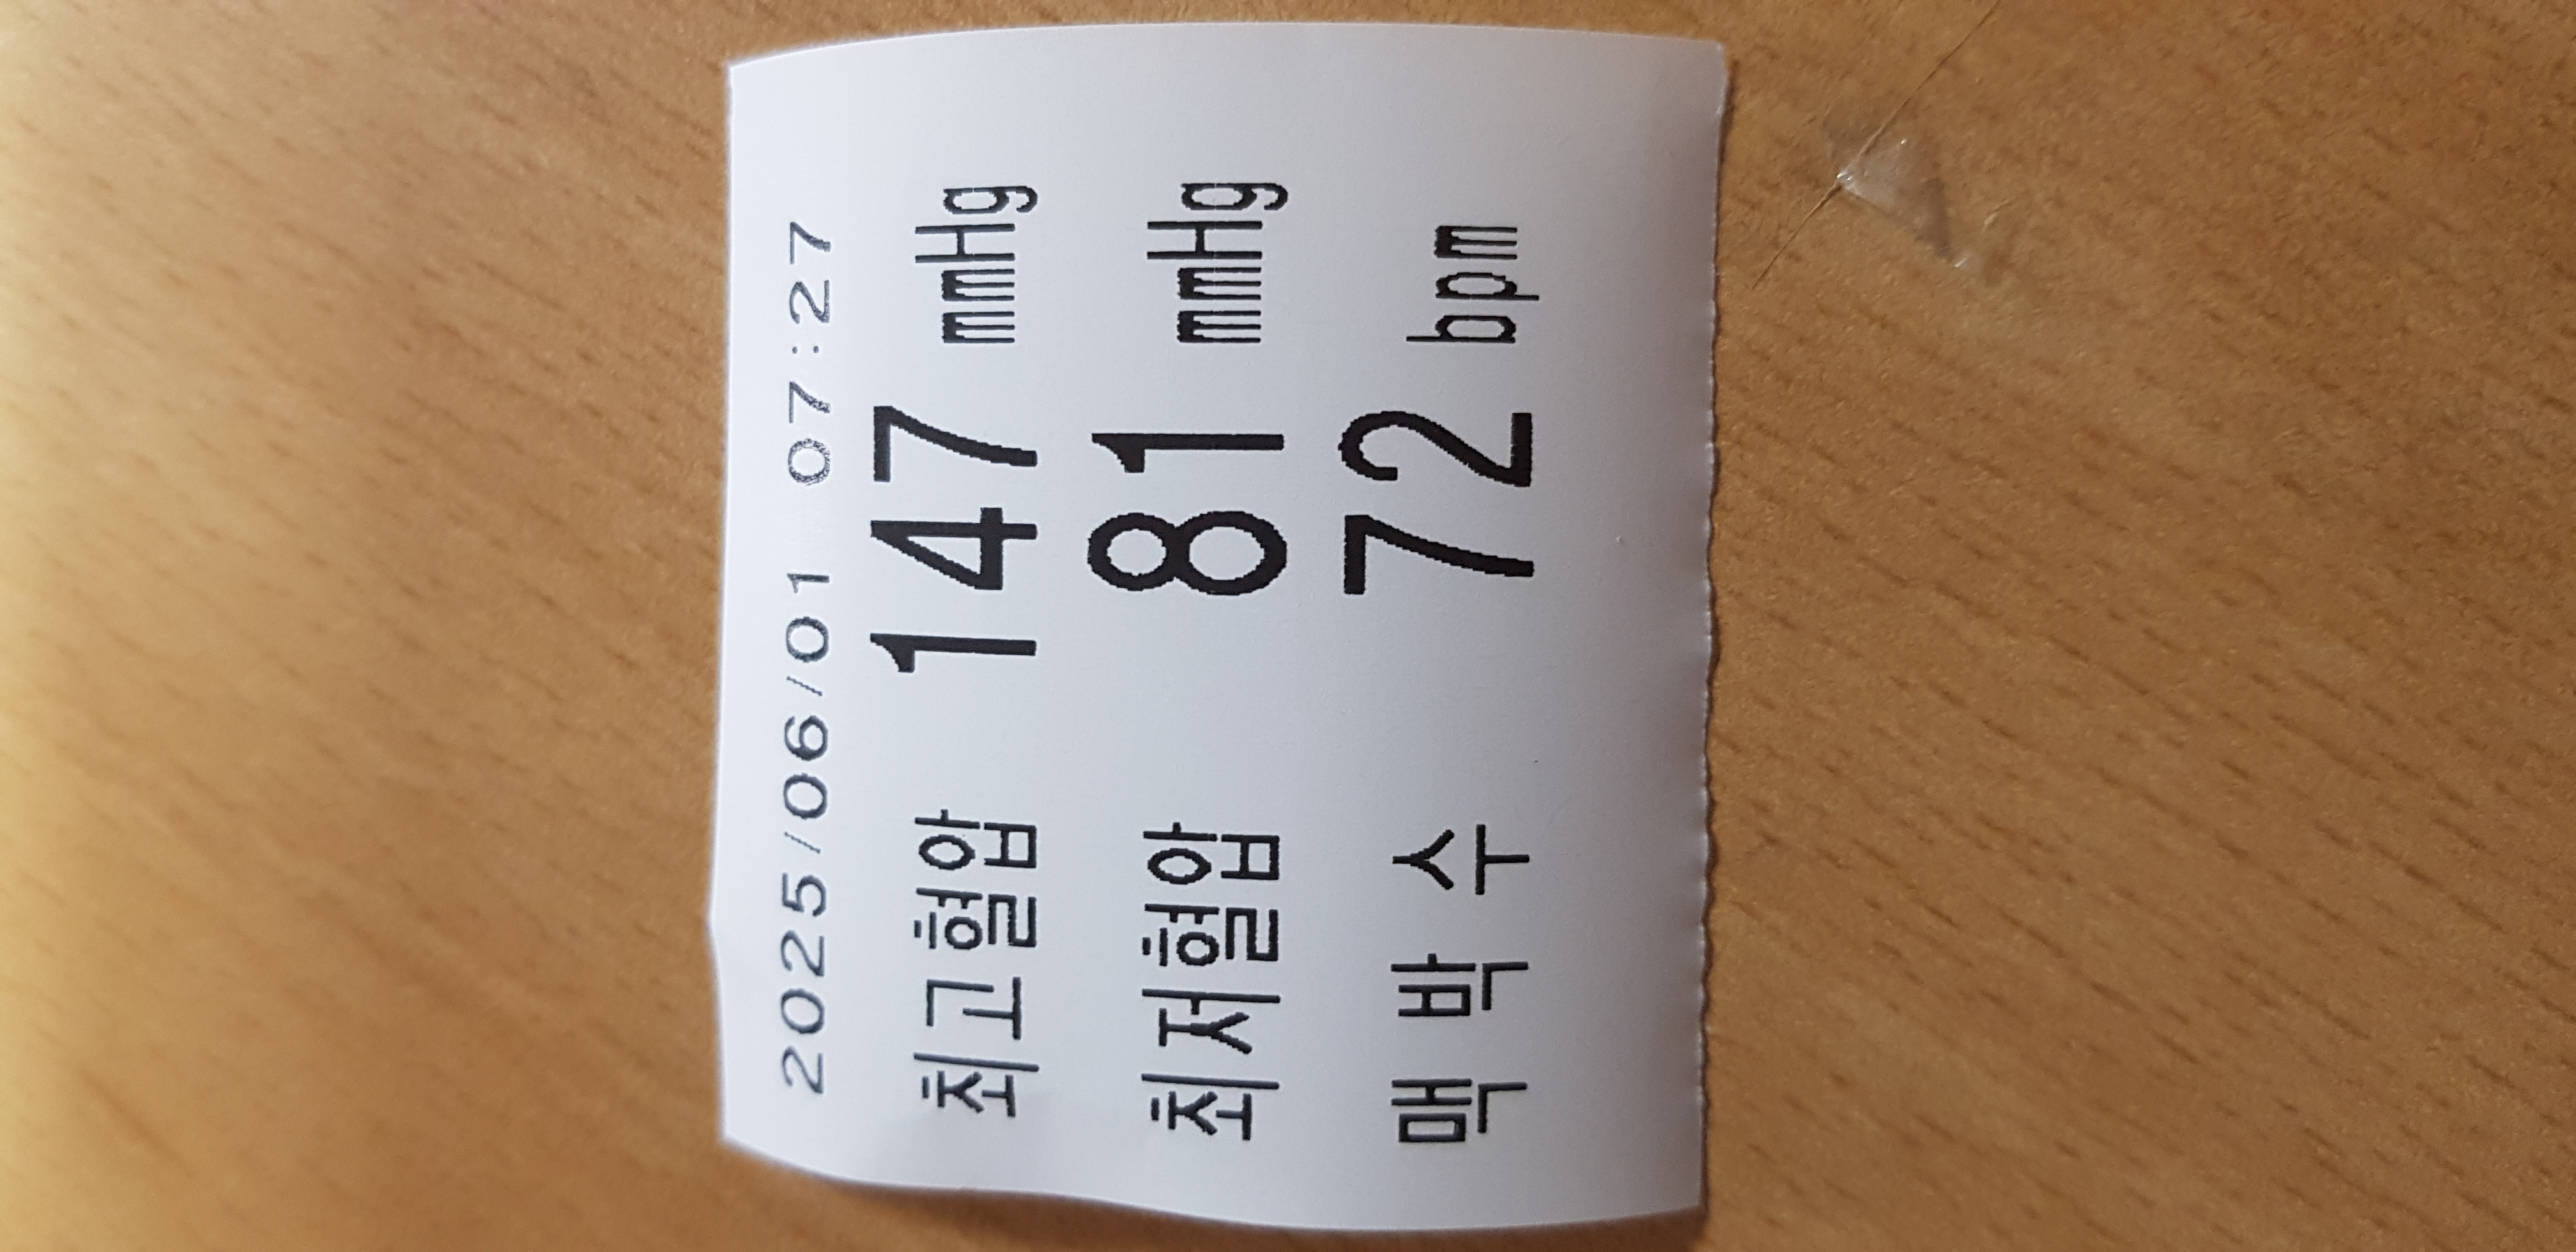 2025/06/01 07:27
최고혈압 147 mmHg
최저혈압 81 mmHg
맥 박 수 72 bpm